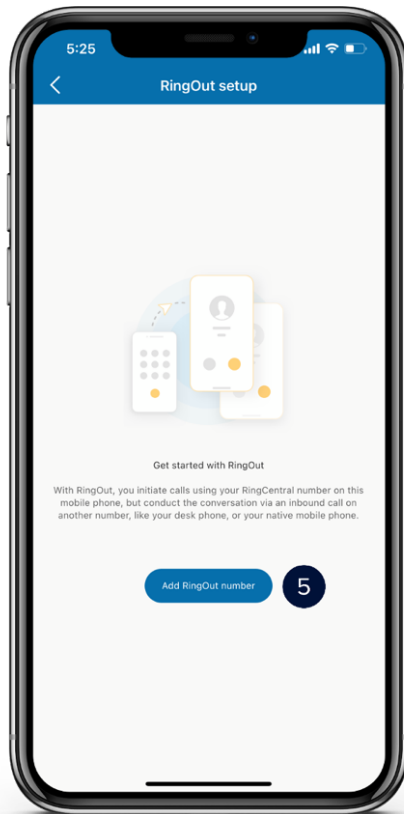 5:25
RingOut setup
Get started with RingOut
With RingOut, you initiate calls using your RingCentral number on this
mobile phone, but conduct the conversation via an inbound call on
another number, like your desk phone, or your native mobile phone.
Add RingOut number
5